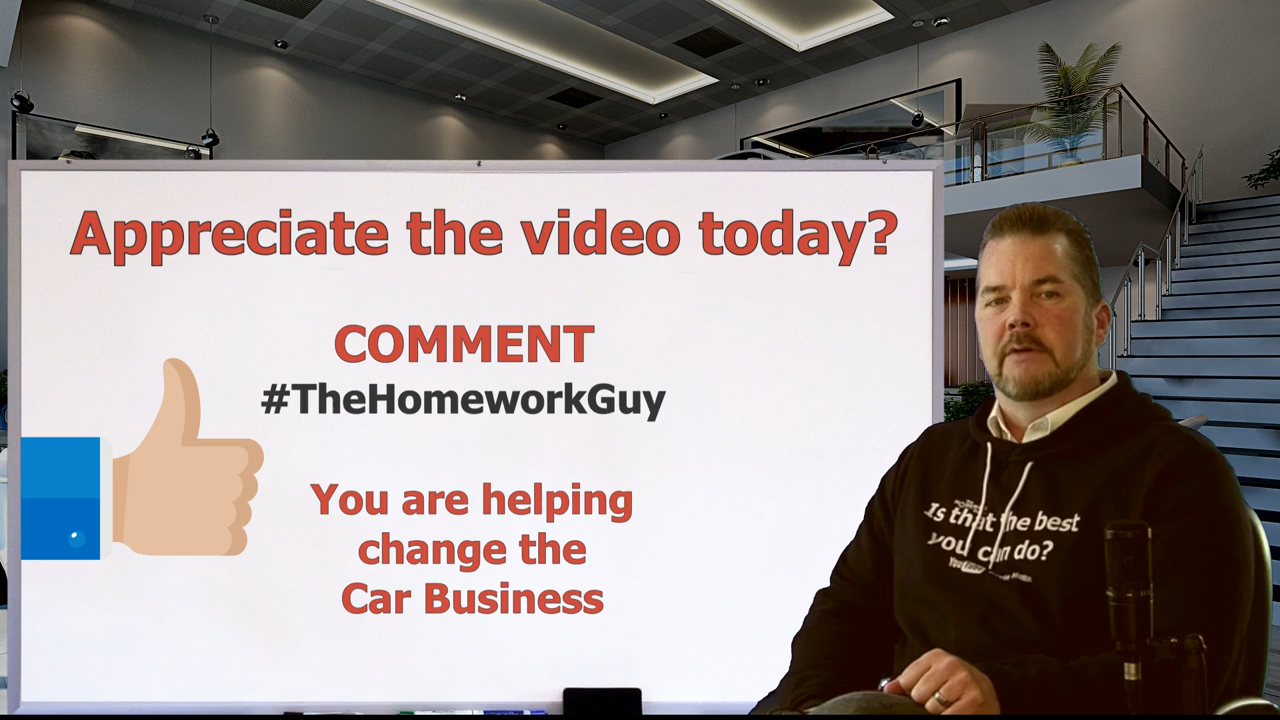 Appreciate the video today?
COMMENT
#TheHomeworkGuy
You are helping
change the
Car Business
Is that the best
you can do?